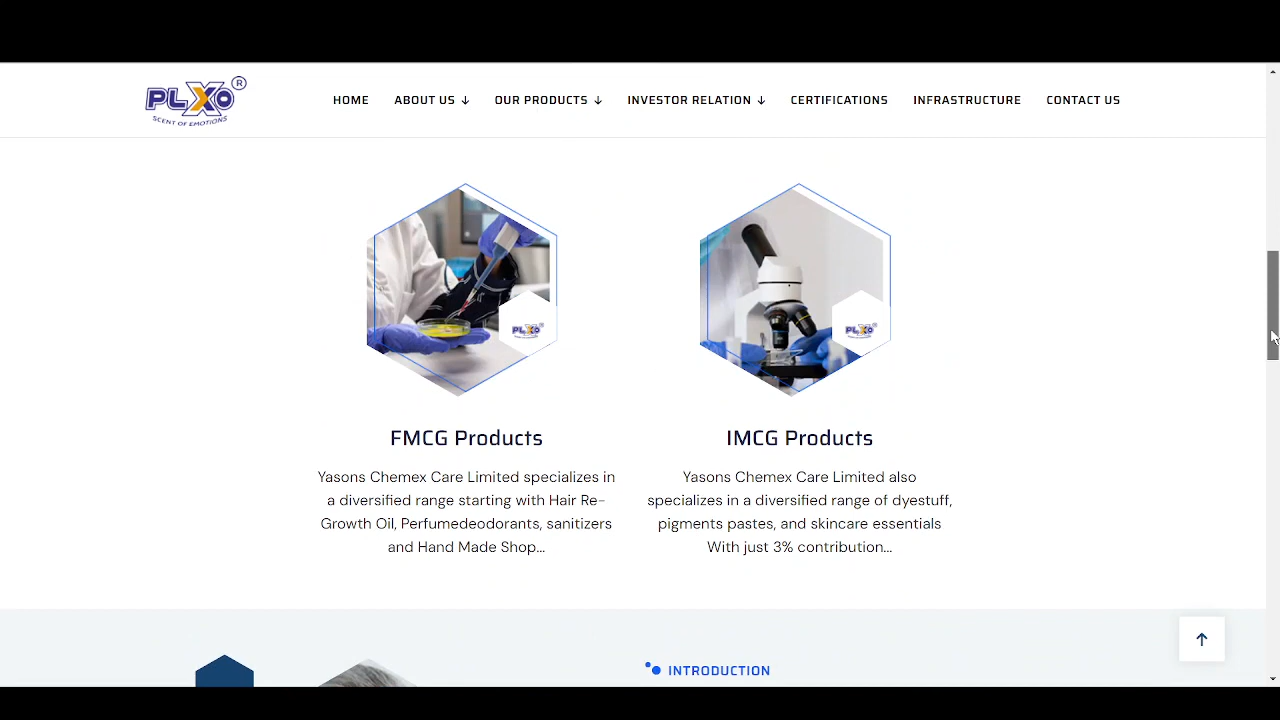 PLXO R
SCENT OF EMOTIONS
HOME ABOUT US OUR PRODUCTS INVESTOR RELATION CERTIFICATIONS INFRASTRUCTURE CONTACT US
PLXO
PLXO
FMCG Products
Yasons Chemex Care Limited specializes in
a diversified range starting with Hair Re-
Growth Oil, Perfumedeodorants, sanitizers
and Hand Made Shop...
IMCG Products
Yasons Chemex Care Limited also
specializes in a diversified range of dyestuff,
pigments pastes, and skincare essentials
With just 3% contribution...
INTRODUCTION